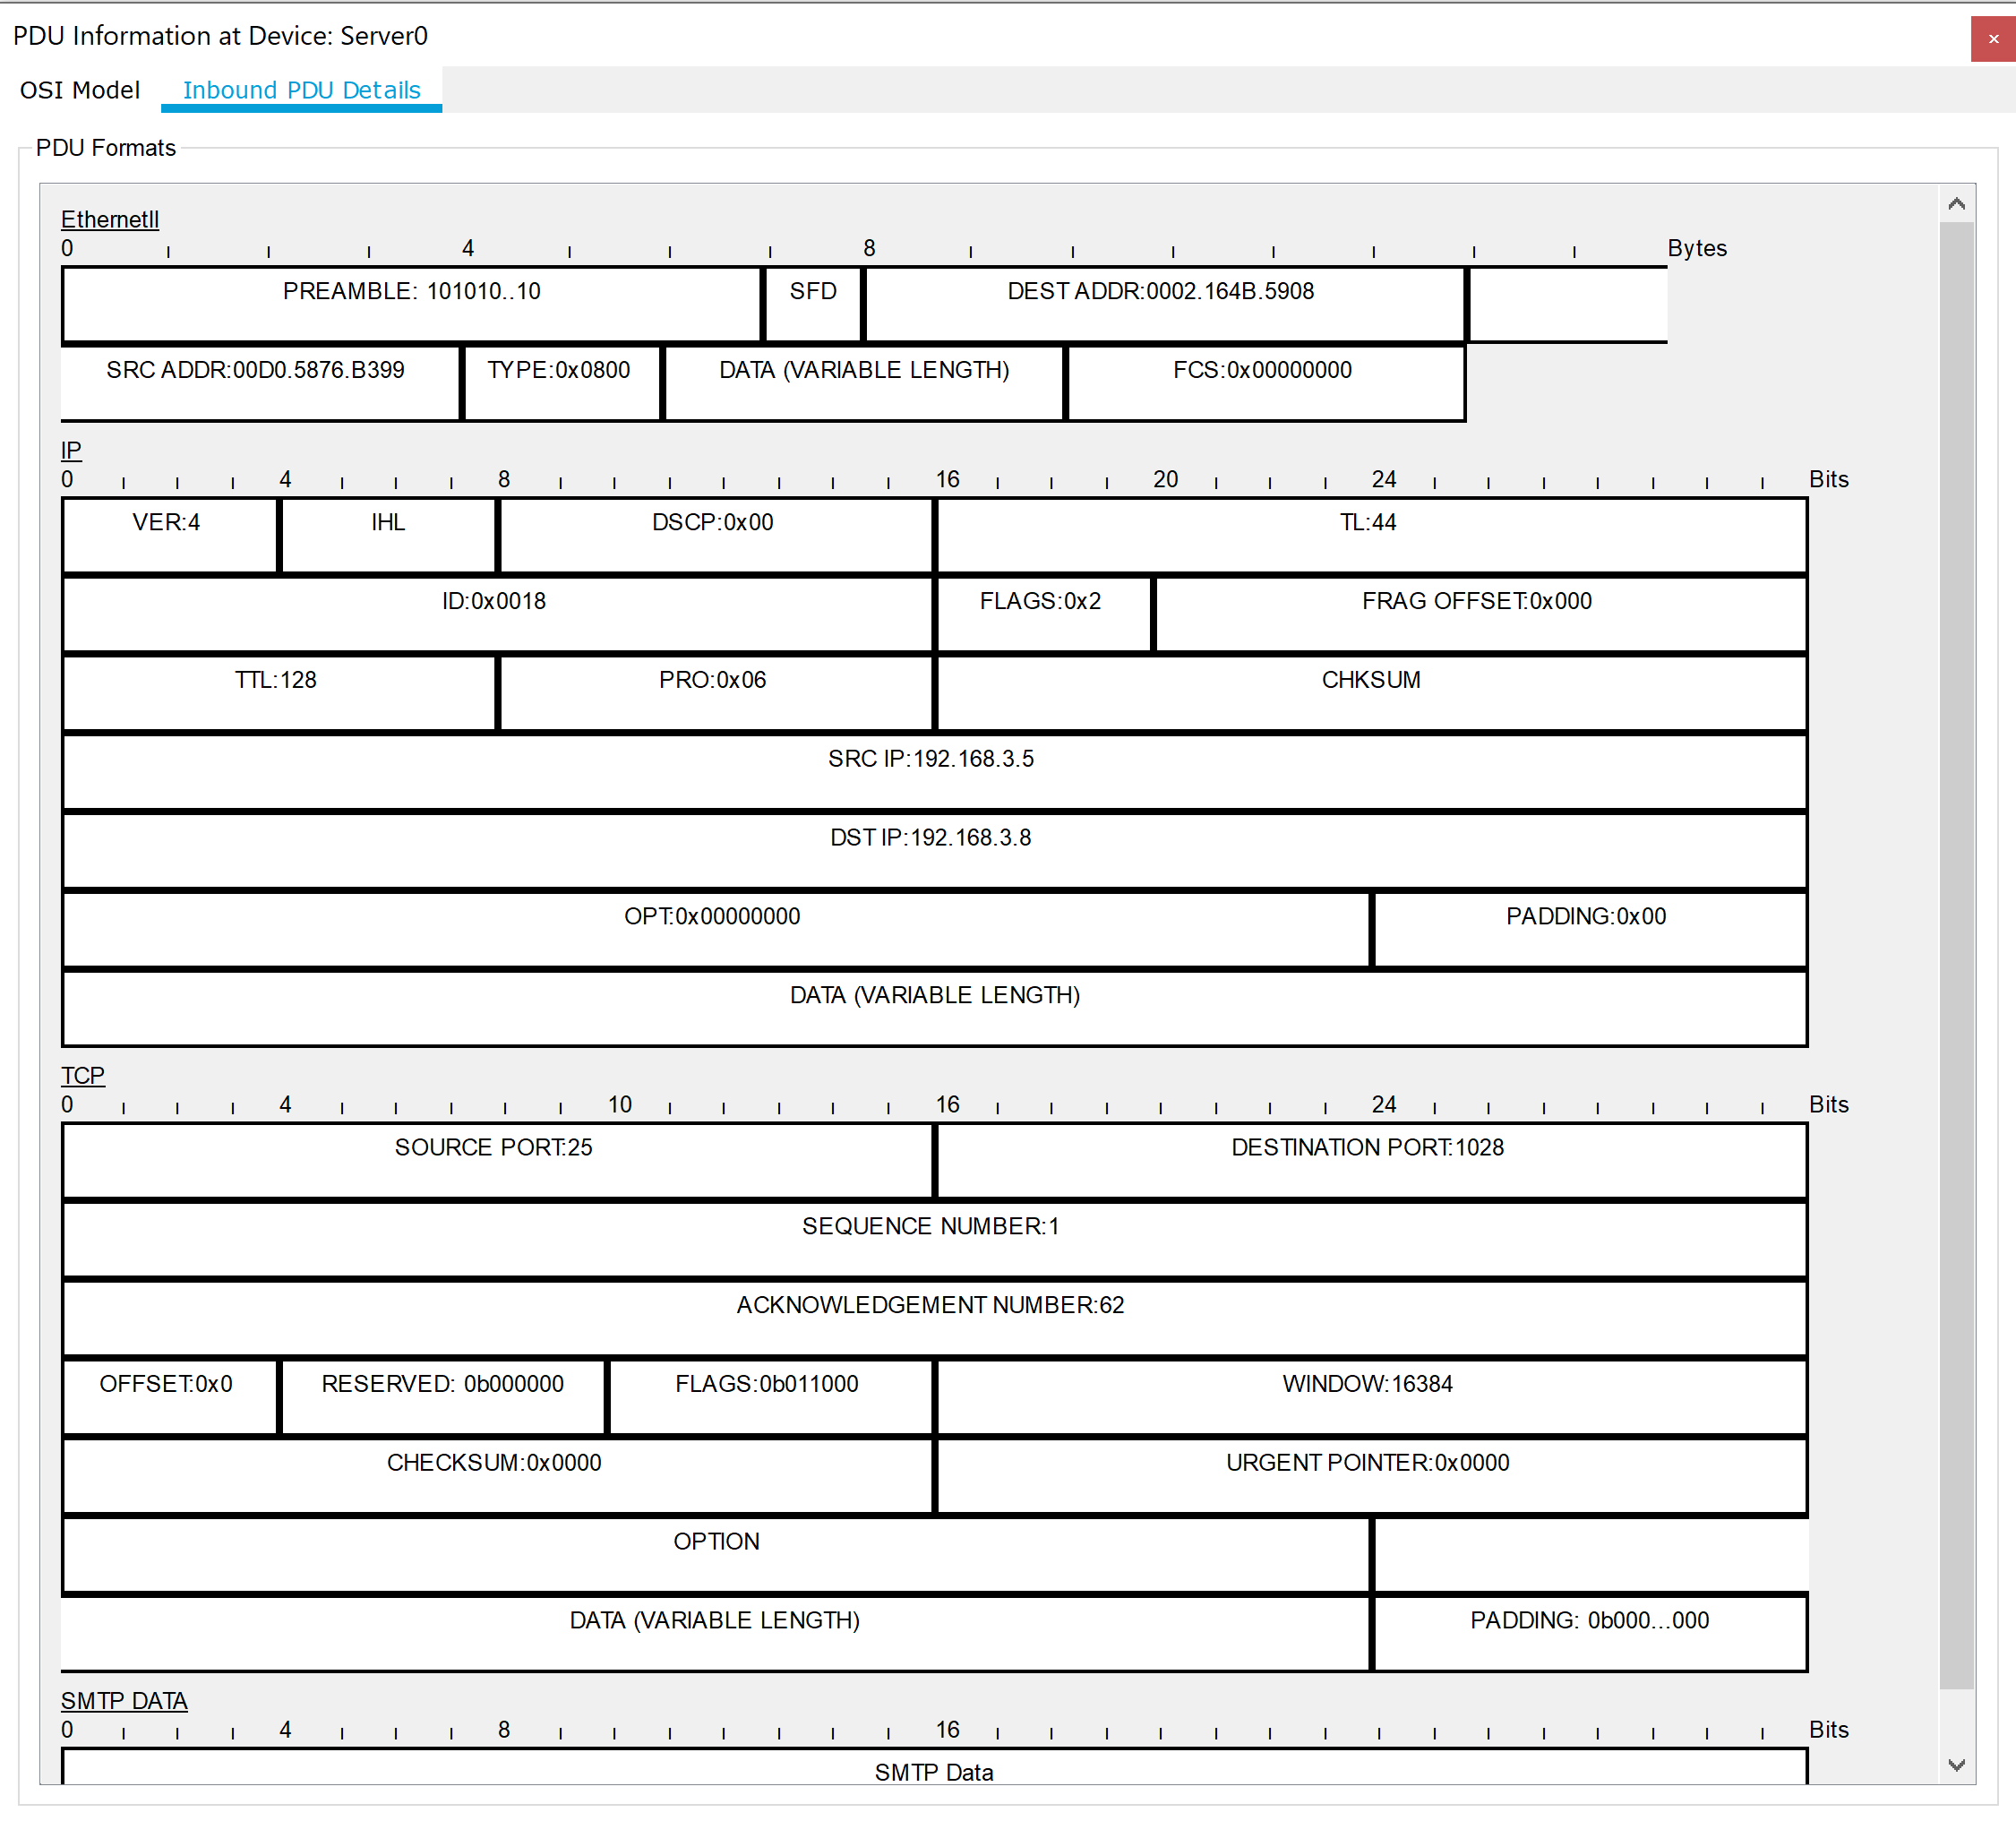 PDU Information at Device: Server0
×
OSI Model Inbound PDU Details
PDU Formats
EthernetII
0 4 8 Bytes
PREAMBLE: 101010..10 SFD DEST ADDR:0002.164B.5908
SRC ADDR:00D0.5876.B399 TYPE:0x0800 DATA (VARIABLE LENGTH) FCS:0x00000000
IP
0 4 8 16 20 24 Bits
VER:4 IHL DSCP:0x00 TL:44
ID:0x0018 FLAGS:0x2 FRAG OFFSET:0x000
TTL:128 PRO:0x06 CHKSUM
SRC IP:192.168.3.5
DST IP:192.168.3.8
OPT:0x00000000 PADDING:0x00
DATA (VARIABLE LENGTH)
TCP
0 4 10 16 24 Bits
SOURCE PORT:25 DESTINATION PORT:1028
SEQUENCE NUMBER:1
ACKNOWLEDGEMENT NUMBER:62
OFFSET:0x0 RESERVED: 0b000000 FLAGS:0b011000 WINDOW:16384
CHECKSUM:0x0000 URGENT POINTER:0x0000
OPTION
DATA (VARIABLE LENGTH) PADDING: 0b000...000
SMTP DATA
0 4 8 16 Bits
SMTP Data